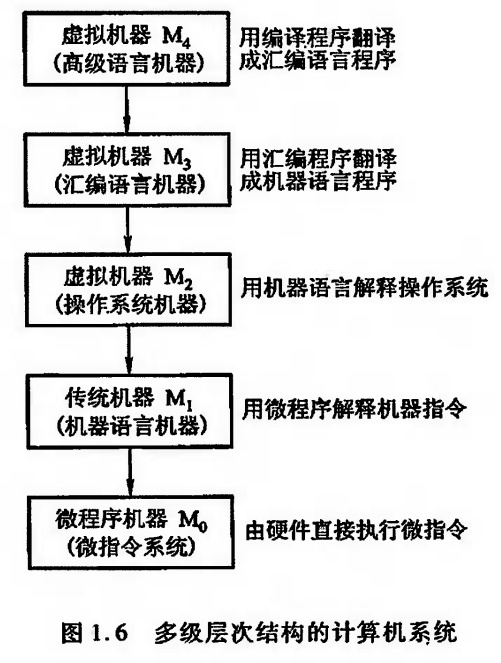 虚拟机器 M4
(高级语言机器)
用编译程序翻译
成汇编语言程序
虚拟机器 M3
(汇编语言机器)
用汇编程序翻译
成机器语言程序
虚拟机器 M2
(操作系统机器)
用机器语言解释操作系统
传统机器 M1
(机器语言机器)
用微程序解释机器指令
微程序机器 M0
(微指令系统)
由硬件直接执行微指令
图 1.6 多级层次结构的计算机系统